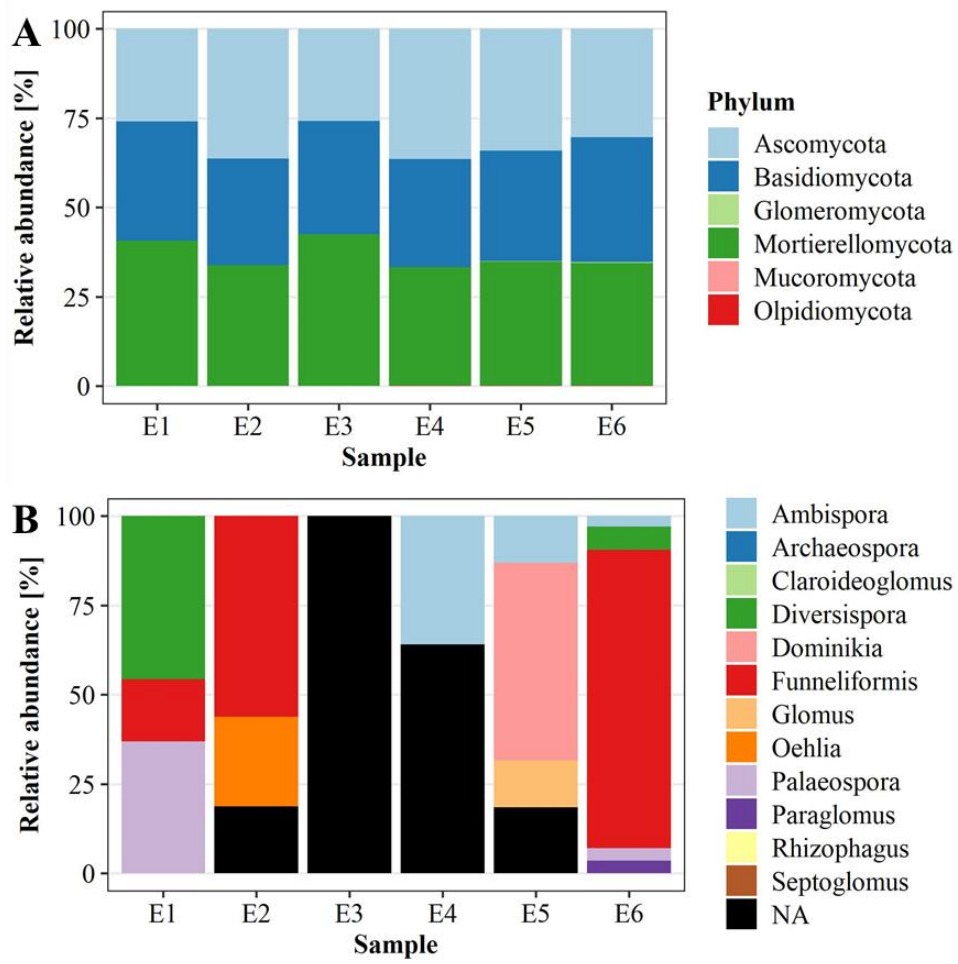 A
Relative abundance [%]
100
75
50
25
0
E1 E2 E3 E4 E5 E6
Sample
Phylum
Ascomycota
Basidiomycota
Glomeromycota
Mortierellomycota
Mucoromycota
Olpidiomycota
B
Relative abundance [%]
100
75
50
25
0
E1 E2 E3 E4 E5 E6
Sample
Ambispora
Archaeospora
Claroideoglomus
Diversispora
Dominikia
Funneliformis
Glomus
Oehlia
Palaeospora
Paraglomus
Rhizophagus
Septoglomus
NA